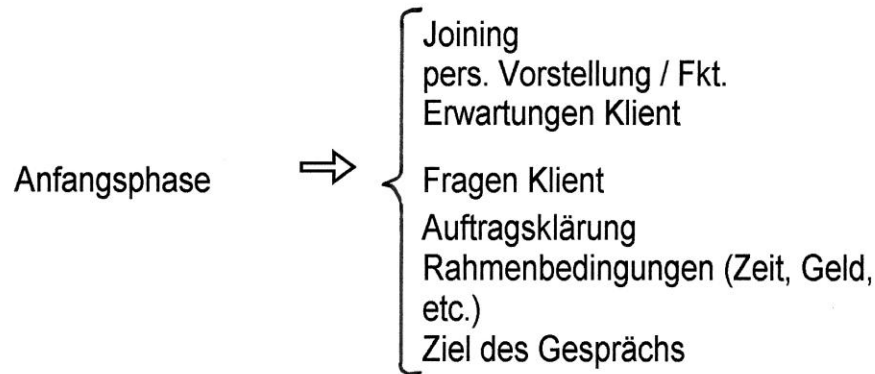 Joining
pers. Vorstellung / Fkt.
Erwartungen Klient
Anfangsphase
Fragen Klient
Auftragsklärung
Rahmenbedingungen (Zeit, Geld,
etc.)
Ziel des Gesprächs